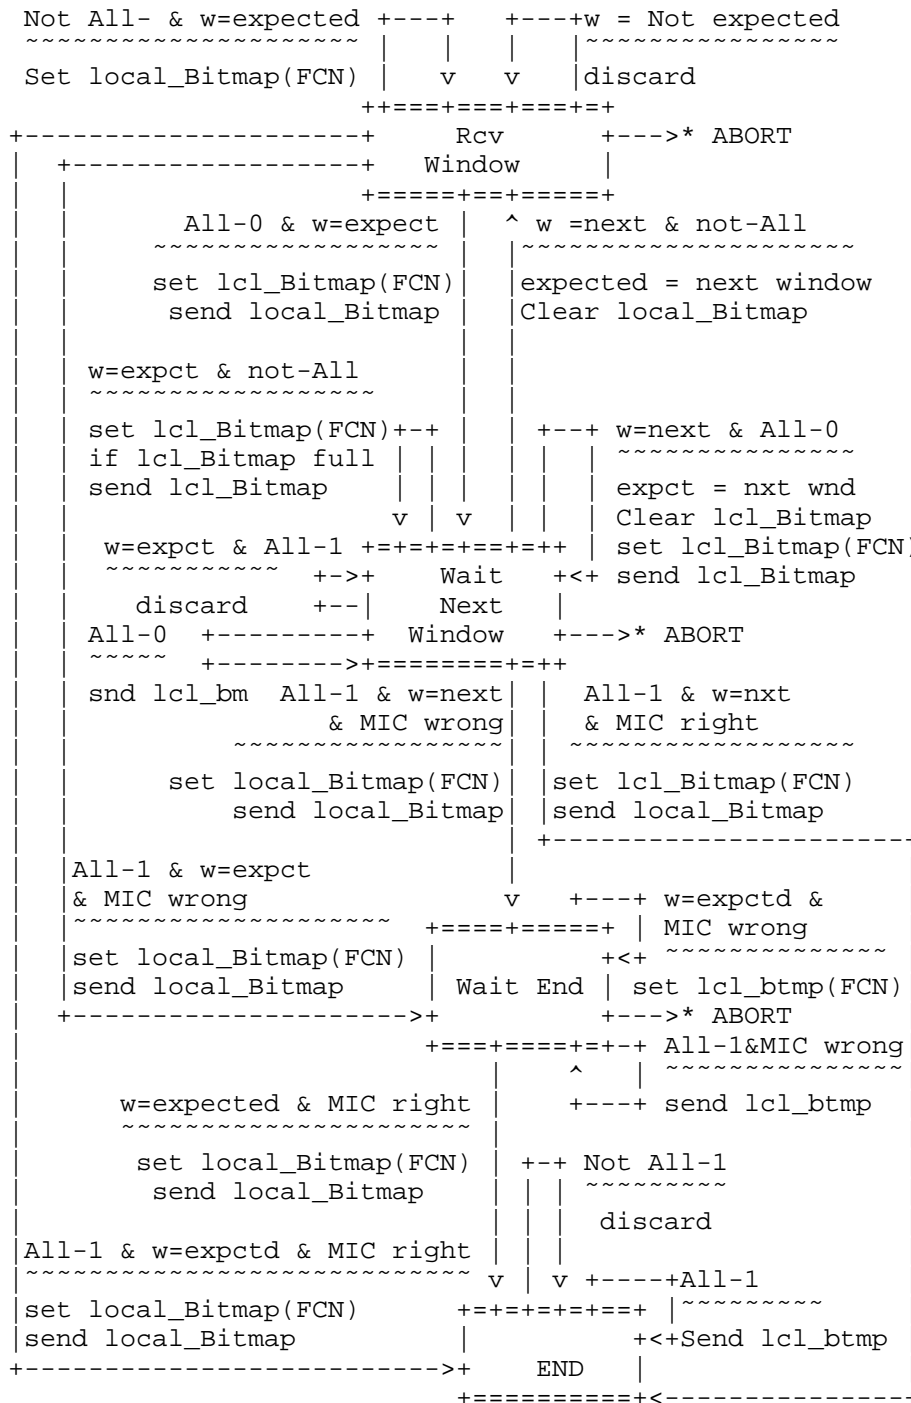 Not All- & w=expected +---+ +---+w = Not expected
~~~~~~~~~~~~~~~~~~~~~ | | | |~~~~~~~~~~~~~~~~
Set local_Bitmap(FCN) | v v |discard
++===+===+===+=+
+----------------------+ Rcv +--->* ABORT
| +------------------+ Window |
| | +=====+==+=====+
| | All-0 & w=expect | ^ w =next & not-All
| | ~~~~~~~~~~~~~~~~~~ | |~~~~~~~~~~~~~~~~~~~~~
| | set lcl_Bitmap(FCN)| |expected = next window
| | send local_Bitmap | |Clear local_Bitmap
| | | |
| | w=expct & not-All | |
| | ~~~~~~~~~~~~~~~~~~ | |
| | set lcl_Bitmap(FCN)+-+ | | +--+ w=next & All-0
| | if lcl_Bitmap full | | | | | | ~~~~~~~~~~~~~~~
| | send lcl_Bitmap | | | | | | expct = nxt wnd
| | v | v | | | Clear lcl_Bitmap
| | w=expct & All-1 +=+=+=+==+=++ | set lcl_Bitmap(FCN)
| | ~~~~~~~~~~~ +->+ Wait +<+ send lcl_Bitmap
| | discard +--| Next |
| | All-0 +---------+ Window +--->* ABORT
| | ~~~~~ +-------->+========+=++
| | snd lcl_bm All-1 & w=next| | All-1 & w=nxt
| | & MIC wrong| | & MIC right
| | ~~~~~~~~~~~~~~~~~| | ~~~~~~~~~~~~~~~~~~
| | set local_Bitmap(FCN)| |set lcl_Bitmap(FCN)
| | send local_Bitmap| |send local_Bitmap
| | | +-----------------------
| |All-1 & w=expct |
| |& MIC wrong v +---+ w=expctd &
| |~~~~~~~~~~~~~~~~~~~~ +====+=====+ | MIC wrong
| |set local_Bitmap(FCN) | +<+ ~~~~~~~~~~~~~~
| |send local_Bitmap | Wait End | set lcl_btmp(FCN)
| +--------------------->+ +--->* ABORT
| +===+====+=+-+ All-1&MIC wrong
| | ^ | ~~~~~~~~~~~~~~~
| w=expected & MIC right | +---+ send lcl_btmp
| ~~~~~~~~~~~~~~~~~~~~~~ |
| set local_Bitmap(FCN) | +-+ Not All-1
| send local_Bitmap | | | ~~~~~~~~~
| | | | discard
|All-1 & w=expctd & MIC right | | |
|~~~~~~~~~~~~~~~~~~~~~~~~~~~~ v | v +----+All-1
|set local_Bitmap(FCN) +=+=+=+=+==+ |~~~~~~~~~
|send local_Bitmap | +<+Send lcl_btmp
+-------------------------->+ END |
+==========+<---------------